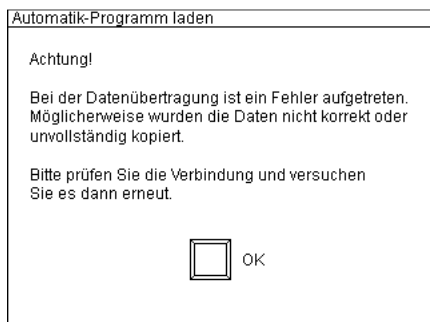 Automatik-Programm laden
Achtung!
Bei der Datenübertragung ist ein Fehler aufgetreten.
Möglicherweise wurden die Daten nicht korrekt oder
unvollständig kopiert.
Bitte prüfen Sie die Verbindung und versuchen
Sie es dann erneut.
OK